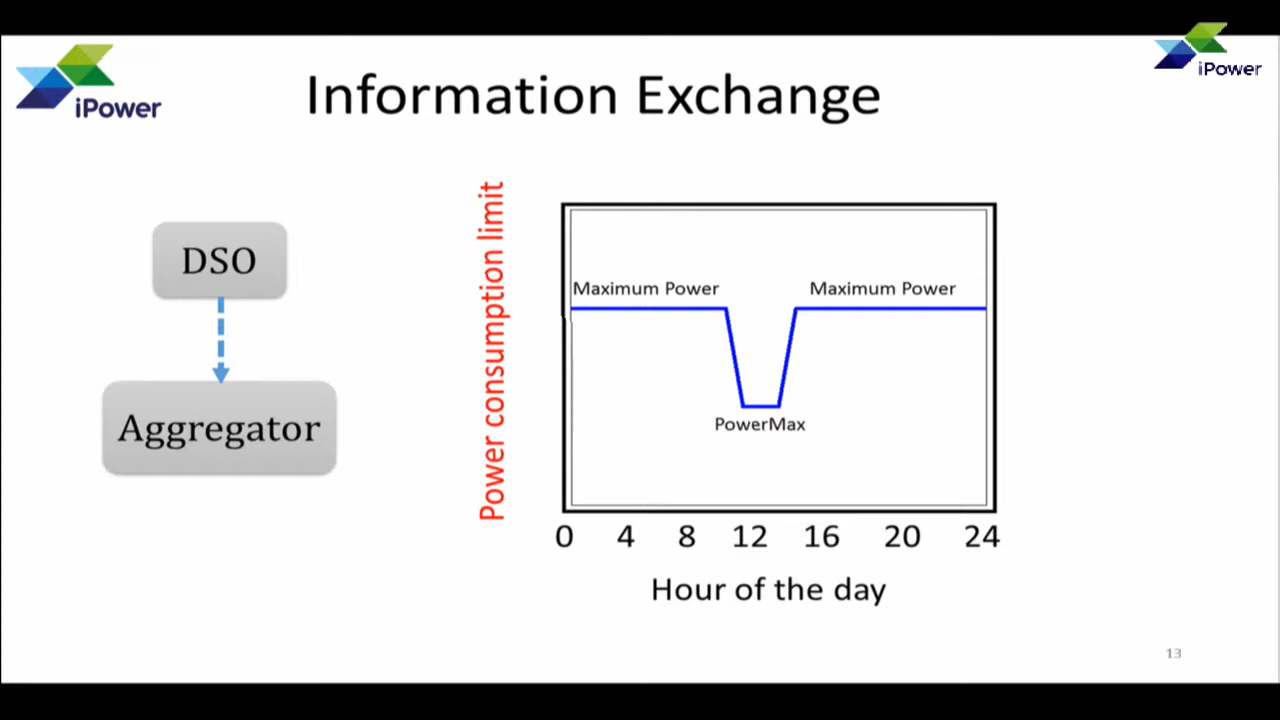 iPower
iPower
Information Exchange
DSO
Aggregator
Power consumption limit
Maximum Power
Maximum Power
PowerMax
0 4 8 12 16 20 24
Hour of the day
13